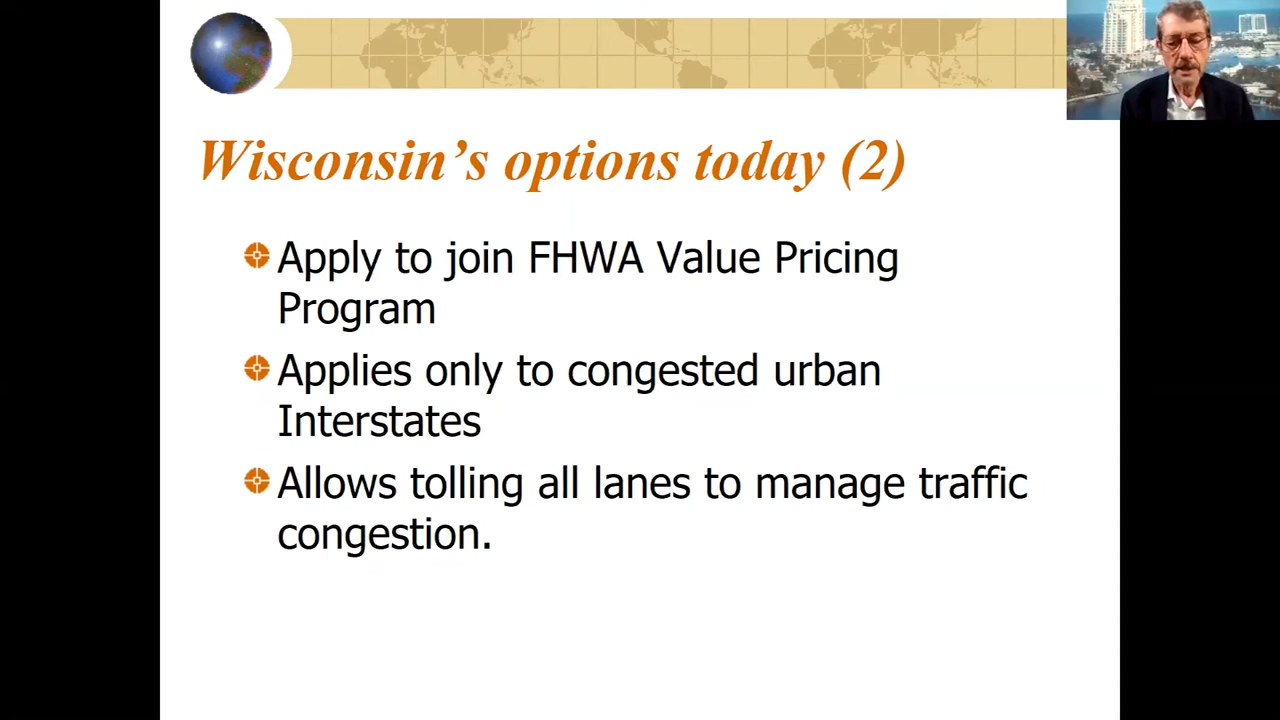 Wisconsin’s options today (2)
Apply to join FHWA Value Pricing
Program
Applies only to congested urban
Interstates
Allows tolling all lanes to manage traffic
congestion.